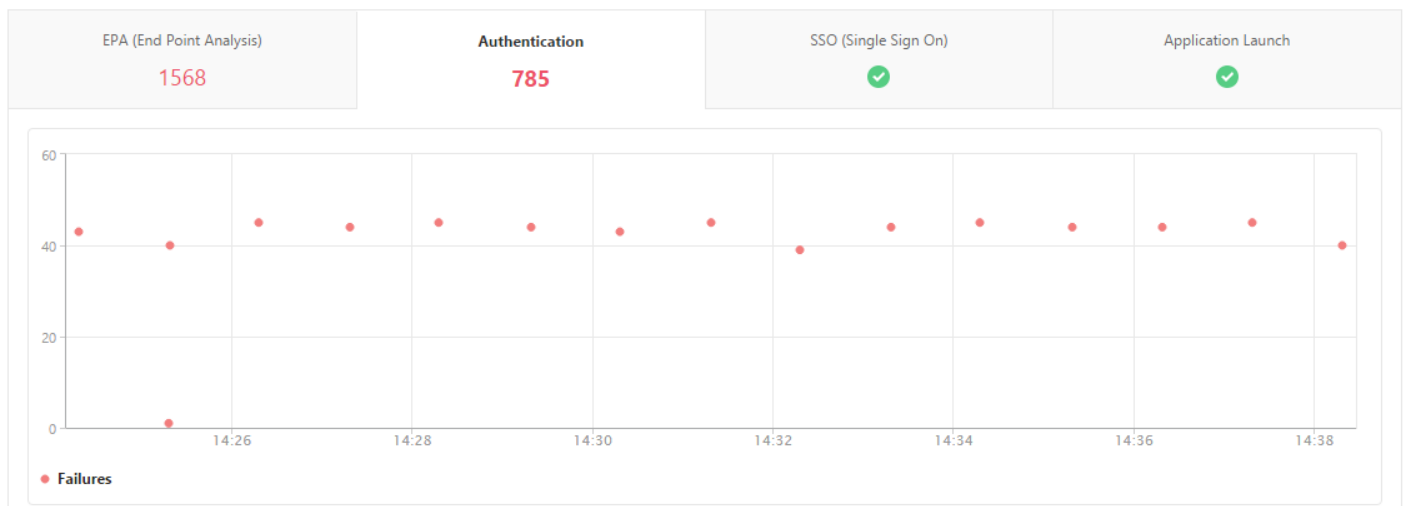 EPA (End Point Analysis)
1568
Authentication
785
SSO (Single Sign On)
Application Launch
60
40
20
0
14:26 14:28 14:30 14:32 14:34 14:36 14:38
Failures